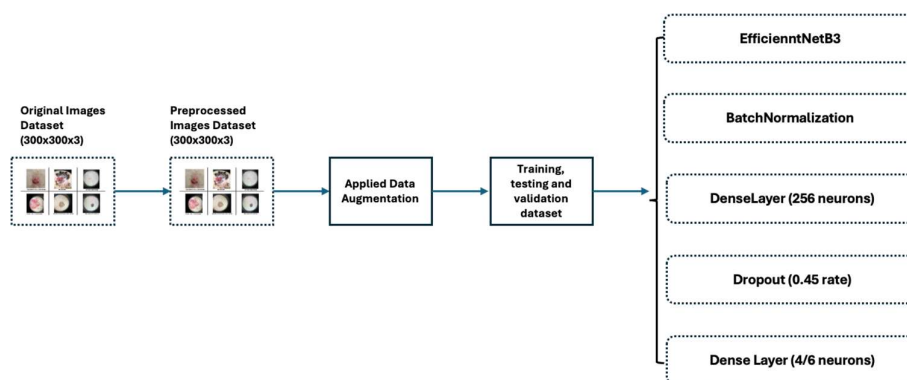 Original Images
Dataset
(300x300x3)
Preprocessed
Images Dataset
(300x300x3)
Applied Data
Augmentation
Training,
testing and
validation
dataset
EfficienntNetB3
BatchNormalization
DenseLayer (256 neurons)
Dropout (0.45 rate)
Dense Layer (4/6 neurons)